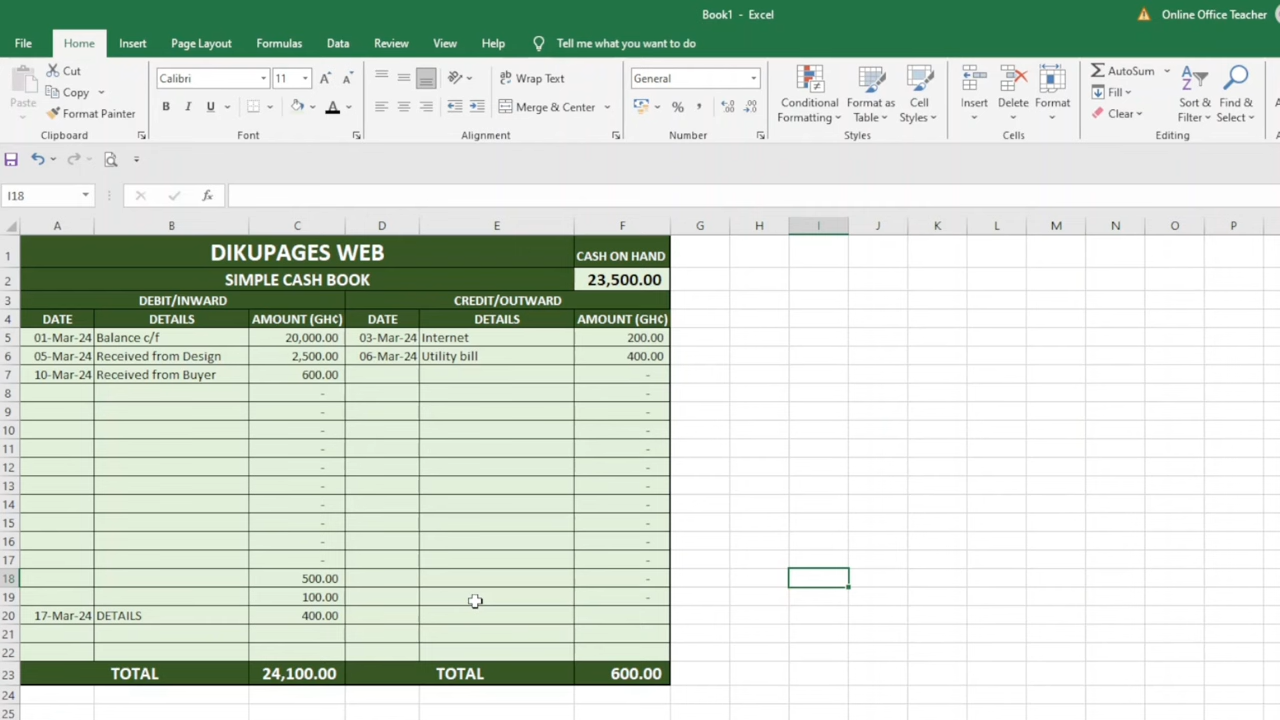 Book1 - Excel
Online Office Teacher
File Home Insert Page Layout Formulas Data Review View Help Tell me what you want to do
Cut
Copy
Format Painter
Paste
Clipboard
Calibri 11
B I U
Font
Wrap Text
Merge & Center
Alignment
General
Number
Conditional Formatting
Format as Table
Cell Styles
Styles
Insert Delete Format
Cells
AutoSum
Fill
Clear
Sort & Filter
Find & Select
Editing
I18 fx
A B C D E F G H I J K L M N O P
1 DIKUPAGES WEB CASH ON HAND
2 SIMPLE CASH BOOK 23,500.00
3 DEBIT/INWARD CREDIT/OUTWARD
4 DATE DETAILS AMOUNT (GH¢) DATE DETAILS AMOUNT (GH¢)
5 01-Mar-24 Balance c/f 20,000.00 03-Mar-24 Internet 200.00
6 05-Mar-24 Received from Design 2,500.00 06-Mar-24 Utility bill 400.00
7 10-Mar-24 Received from Buyer 600.00 -
8 - -
9 - -
10 - -
11 - -
12 - -
13 - -
14 - -
15 - -
16 - -
17 - -
18 500.00 -
19 100.00 -
20 17-Mar-24 DETAILS 400.00
21
22
23 TOTAL 24,100.00 TOTAL 600.00
24
25